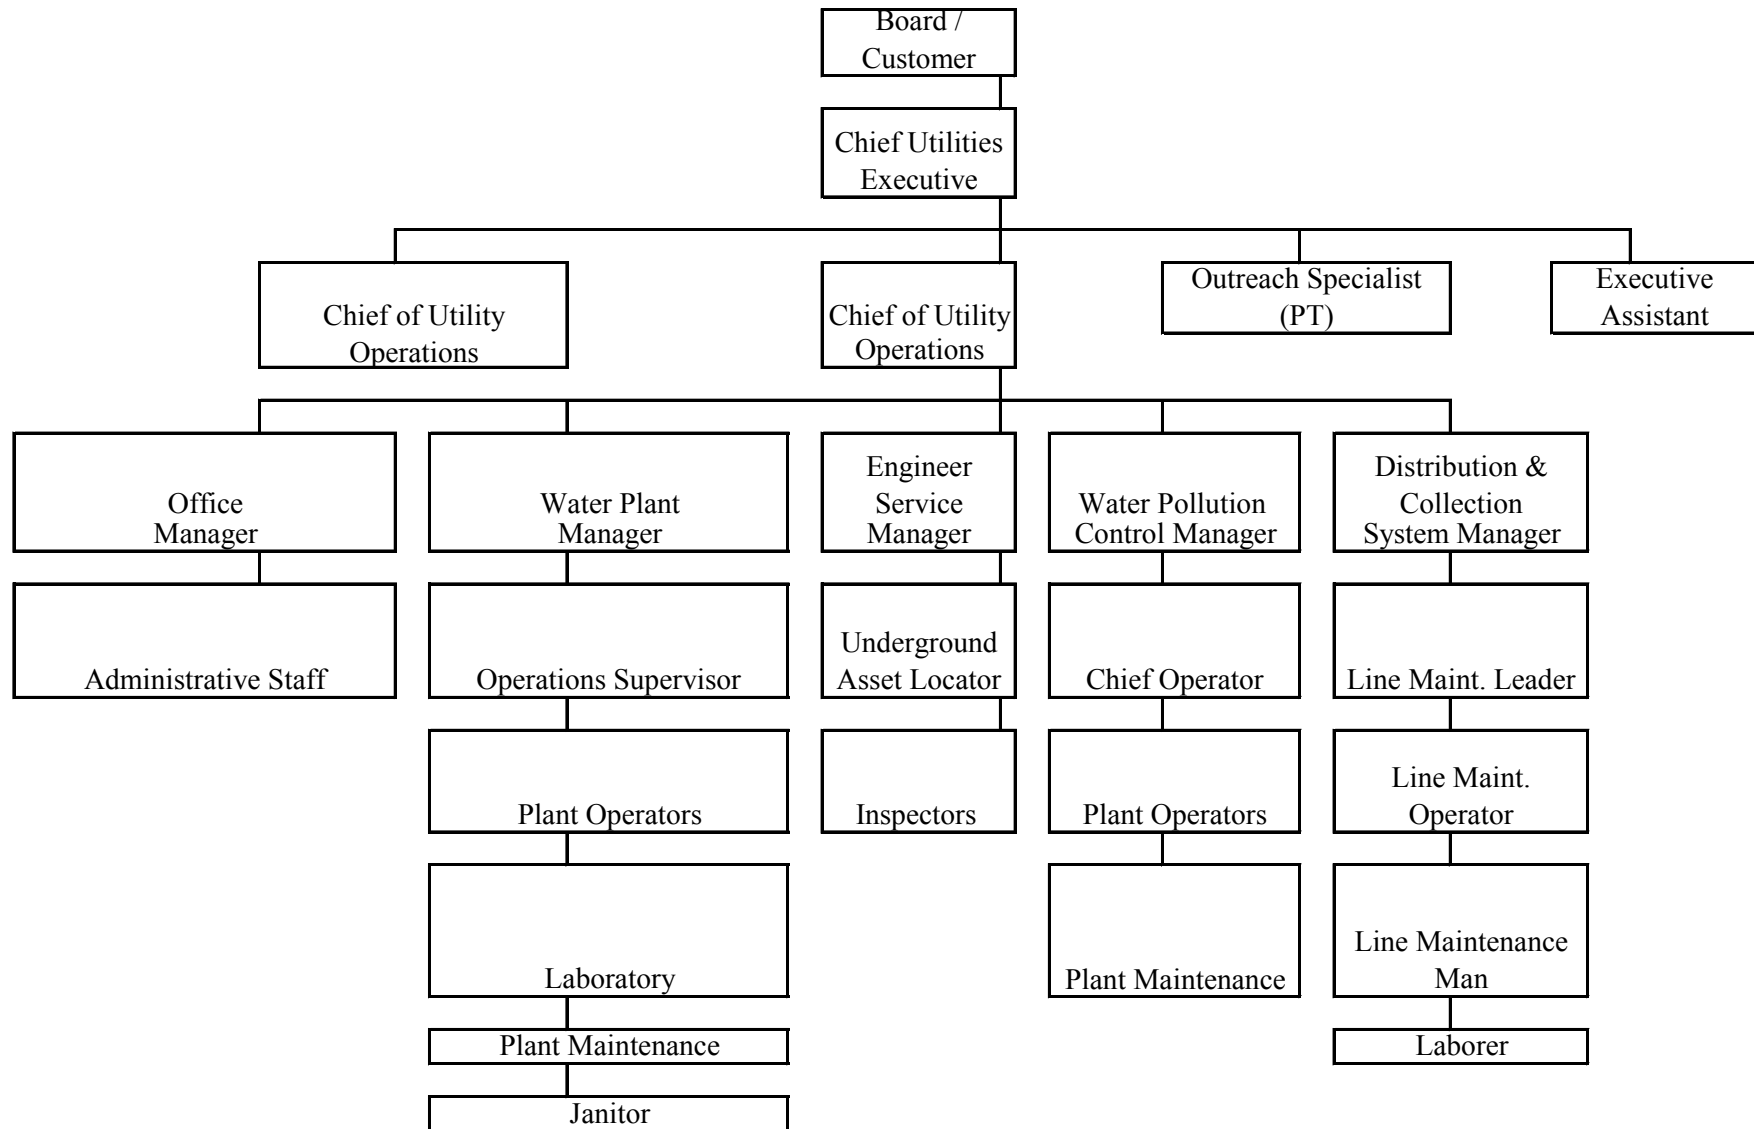 Board /
Customer
Chief Utilities
Executive
Chief of Utility
Operations
Chief of Utility
Operations
Outreach Specialist
(PT)
Executive
Assistant
Office
Manager
Water Plant
Manager
Engineer
Service
Manager
Water Pollution
Control Manager
Distribution &
Collection
System Manager
Administrative Staff
Operations Supervisor
Underground
Asset Locator
Chief Operator
Line Maint. Leader
Plant Operators
Inspectors
Plant Operators
Line Maint.
Operator
Laboratory
Plant Maintenance
Line Maintenance
Man
Plant Maintenance
Laborer
Janitor